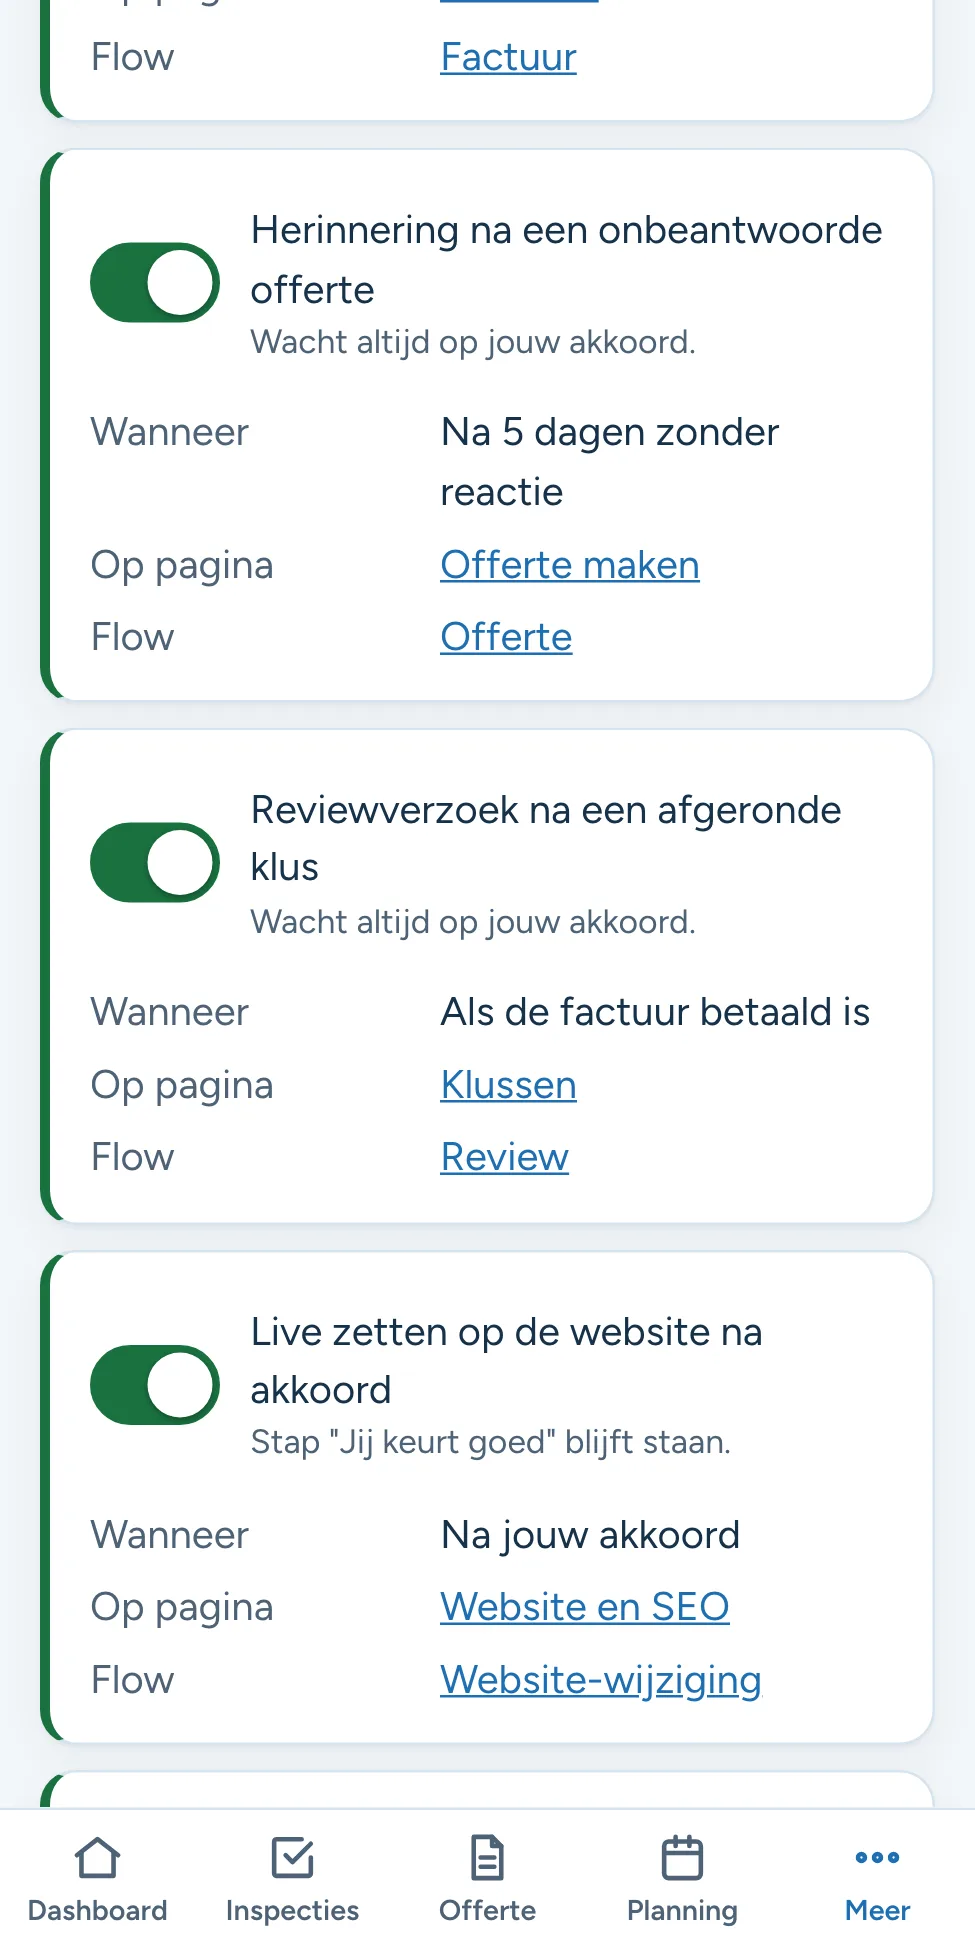 Flow
Factuur
Herinnering na een onbeantwoorde
offerte
Wacht altijd op jouw akkoord.
Wanneer
Na 5 dagen zonder
reactie
Op pagina
Offerte maken
Flow
Offerte
Reviewverzoek na een afgeronde
klus
Wacht altijd op jouw akkoord.
Wanneer
Als de factuur betaald is
Op pagina
Klussen
Flow
Review
Live zetten op de website na
akkoord
Stap "Jij keurt goed" blijft staan.
Wanneer
Na jouw akkoord
Op pagina
Website en SEO
Flow
Website-wijziging
Dashboard
Inspecties
Offerte
Planning
Meer